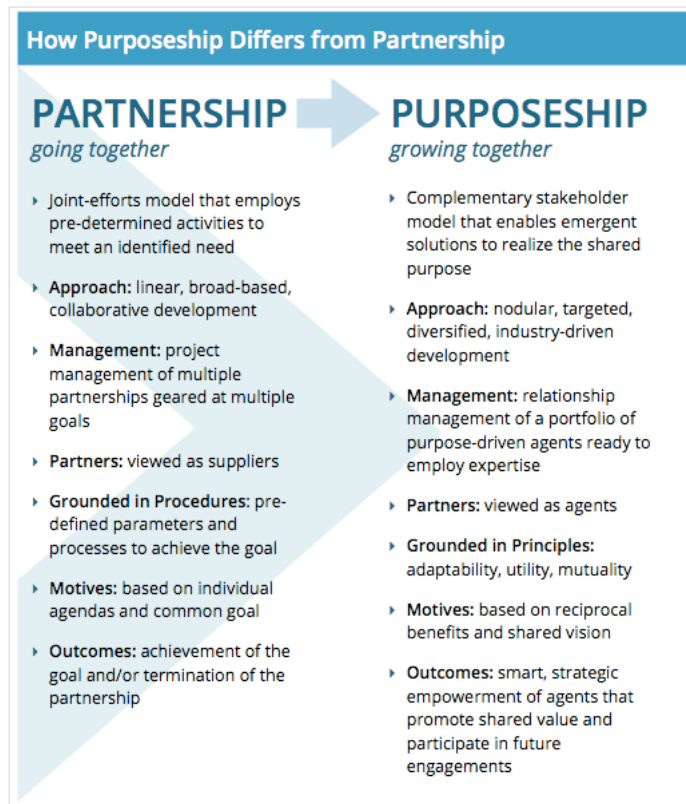 How Purposeship Differs from Partnership
PARTNERSHIP
going together
Joint-efforts model that employs
pre-determined activities to
meet an identified need
Approach: linear, broad-based,
collaborative development
Management: project
management of multiple
partnerships geared at multiple
goals
Partners: viewed as suppliers
Grounded in Procedures: pre-
defined parameters and
processes to achieve the goal
Motives: based on individual
agendas and common goal
Outcomes: achievement of the
goal and/or termination of the
partnership
PURPOSESHIP
growing together
Complementary stakeholder
model that enables emergent
solutions to realize the shared
purpose
Approach: nodular, targeted,
diversified, industry-driven
development
Management: relationship
management of a portfolio of
purpose-driven agents ready to
employ expertise
Partners: viewed as agents
Grounded in Principles:
adaptability, utility, mutuality
Motives: based on reciprocal
benefits and shared vision
Outcomes: smart, strategic
empowerment of agents that
promote shared value and
participate in future
engagements